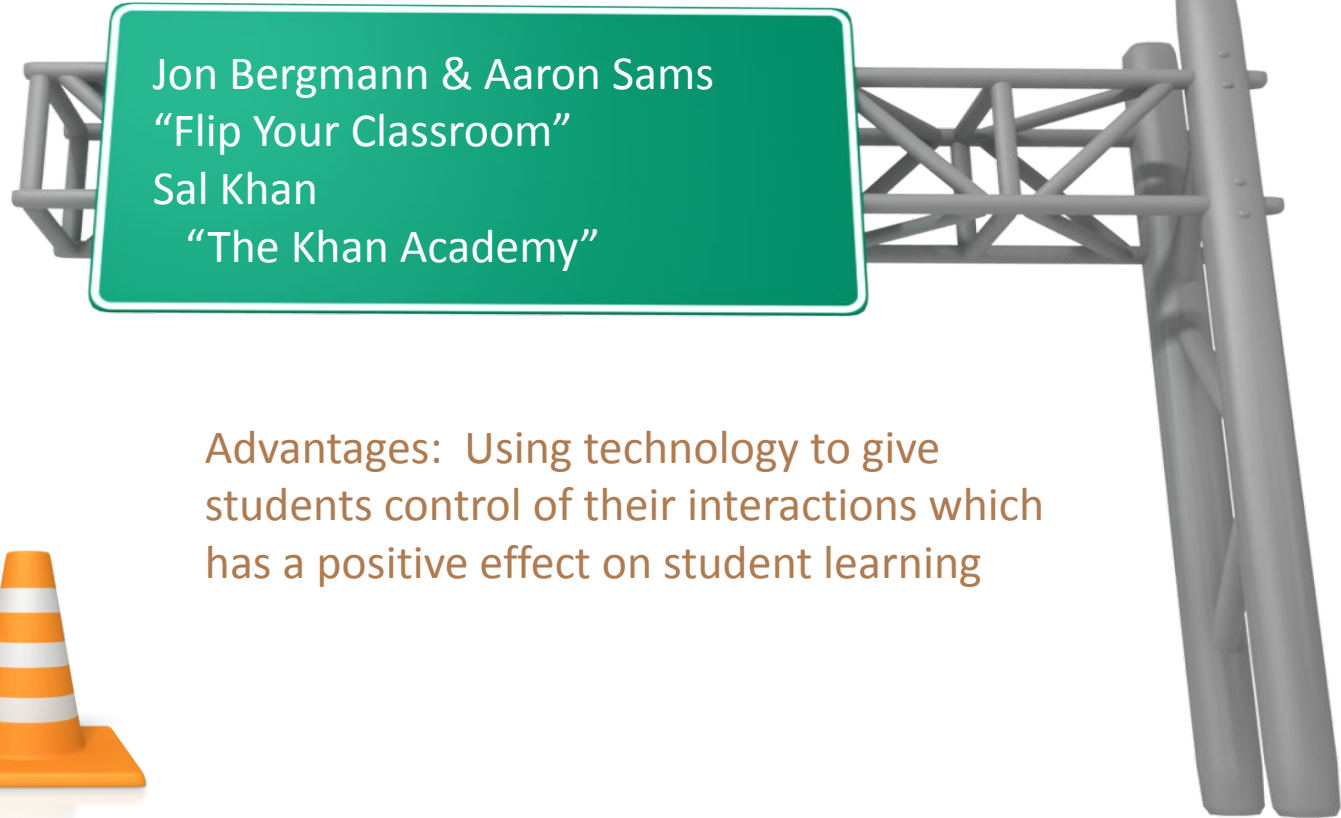 Jon Bergmann & Aaron Sams
“Flip Your Classroom”
Sal Khan
“The Khan Academy”
Advantages:  Using technology to give
students control of their interactions which
has a positive effect on student learning